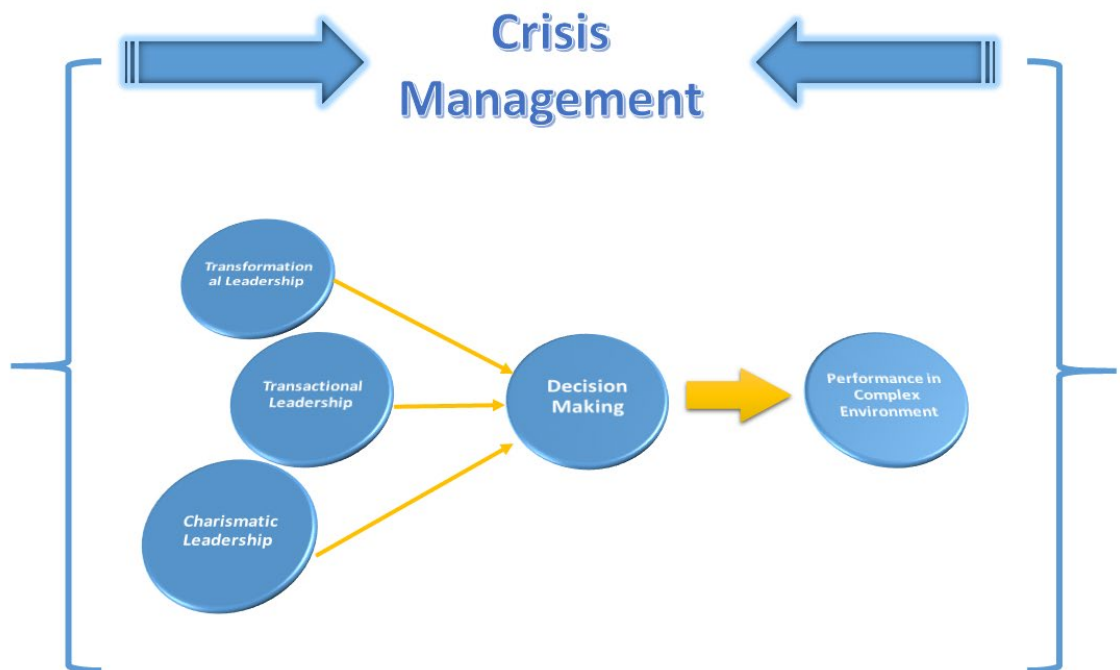 Crisis
Management
Transformation
al Leadership
Transactional
Leadership
Charismatic
Leadership
Decision
Making
Performance in
Complex
Environment